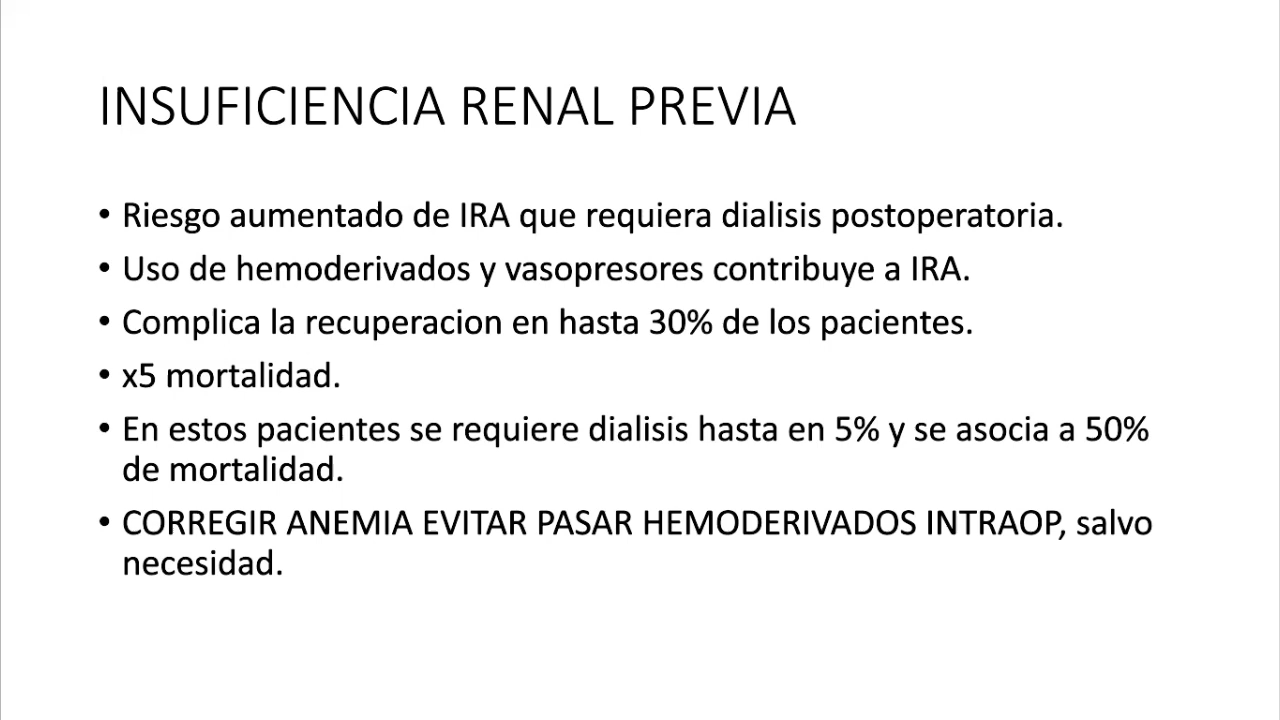 INSUFICIENCIA RENAL PREVIA
• Riesgo aumentado de IRA que requiera dialisis postoperatoria.
• Uso de hemoderivados y vasopresores contribuye a IRA.
• Complica la recuperacion en hasta 30% de los pacientes.
• x5 mortalidad.
• En estos pacientes se requiere dialisis hasta en 5% y se asocia a 50%
de mortalidad.
• CORREGIR ANEMIA EVITAR PASAR HEMODERIVADOS INTRAOP, salvo
necesidad.